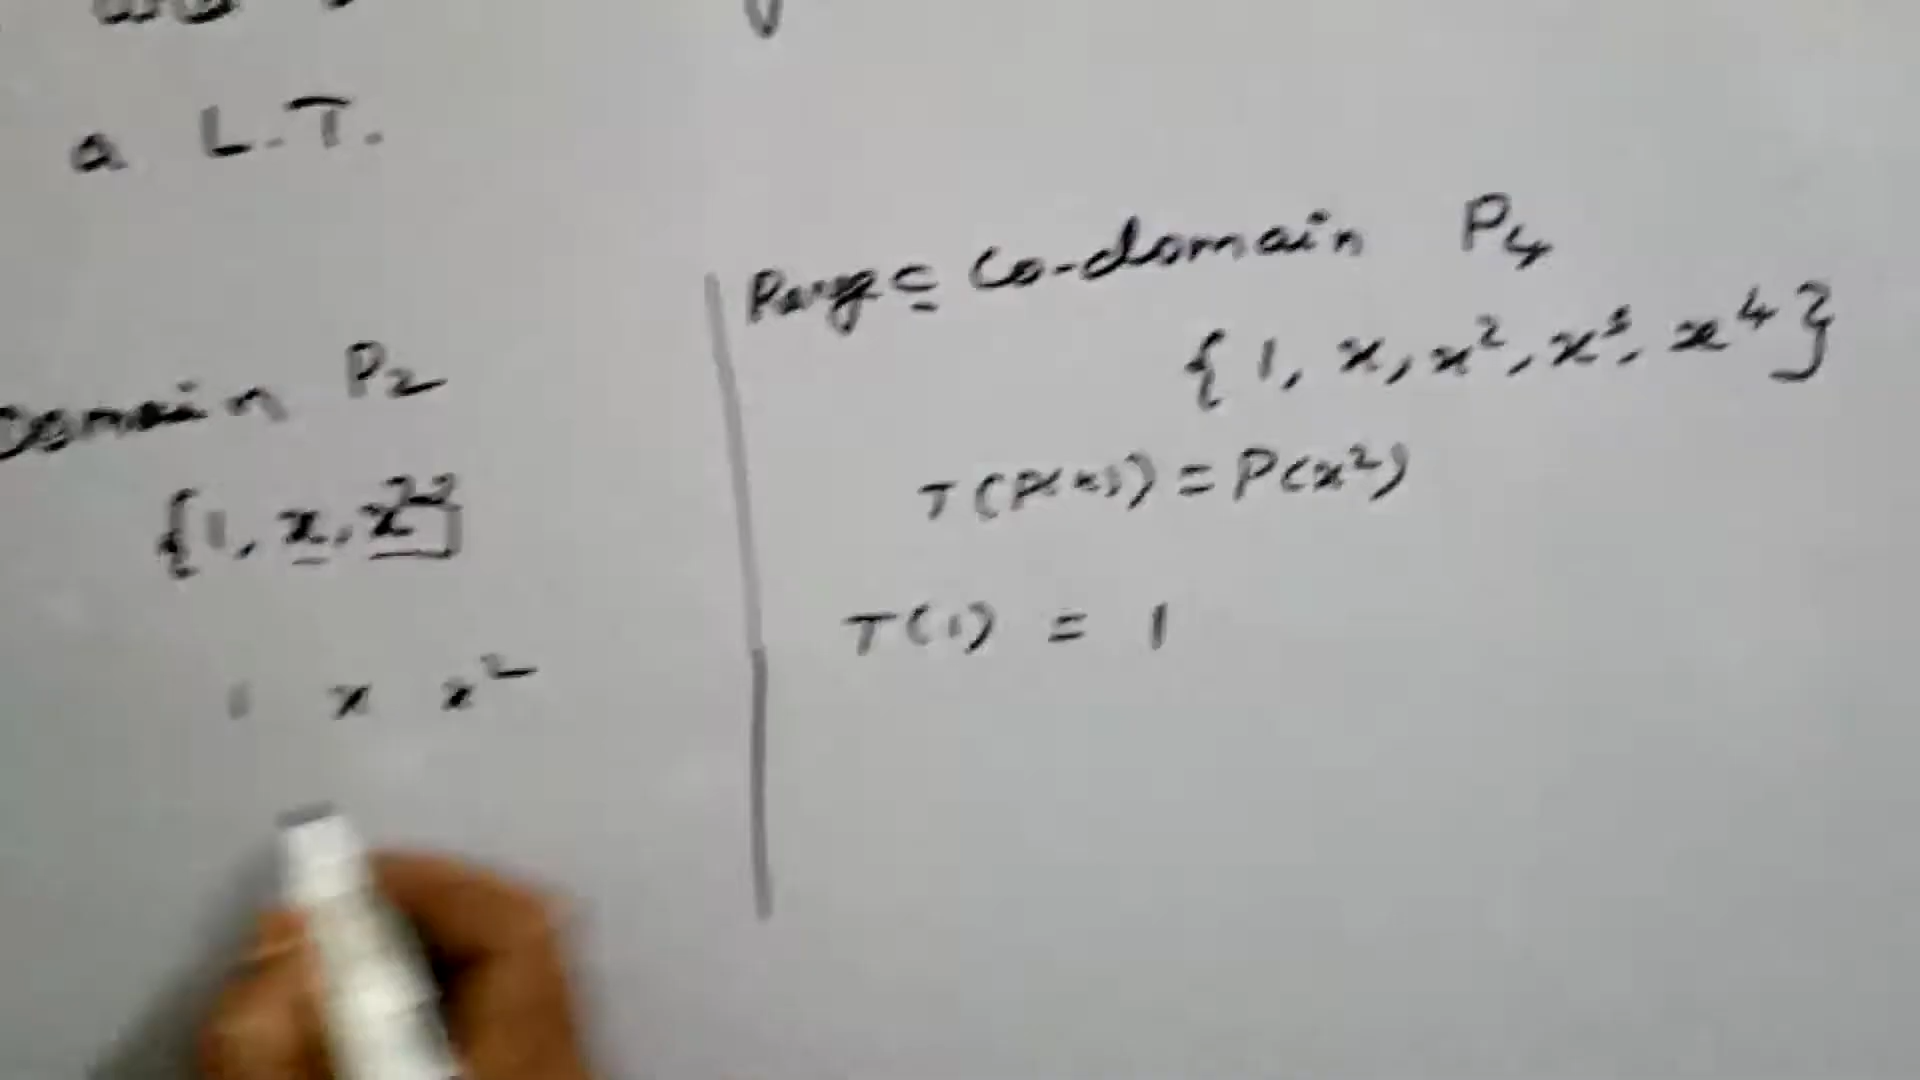 a L.T.
Domain P2
{1, x, x²}
1 x x²
Rang ⊆ Co-domain P4
{1, x, x², x³, x⁴}
T(P(x)) = P(x²)
T(1) = 1